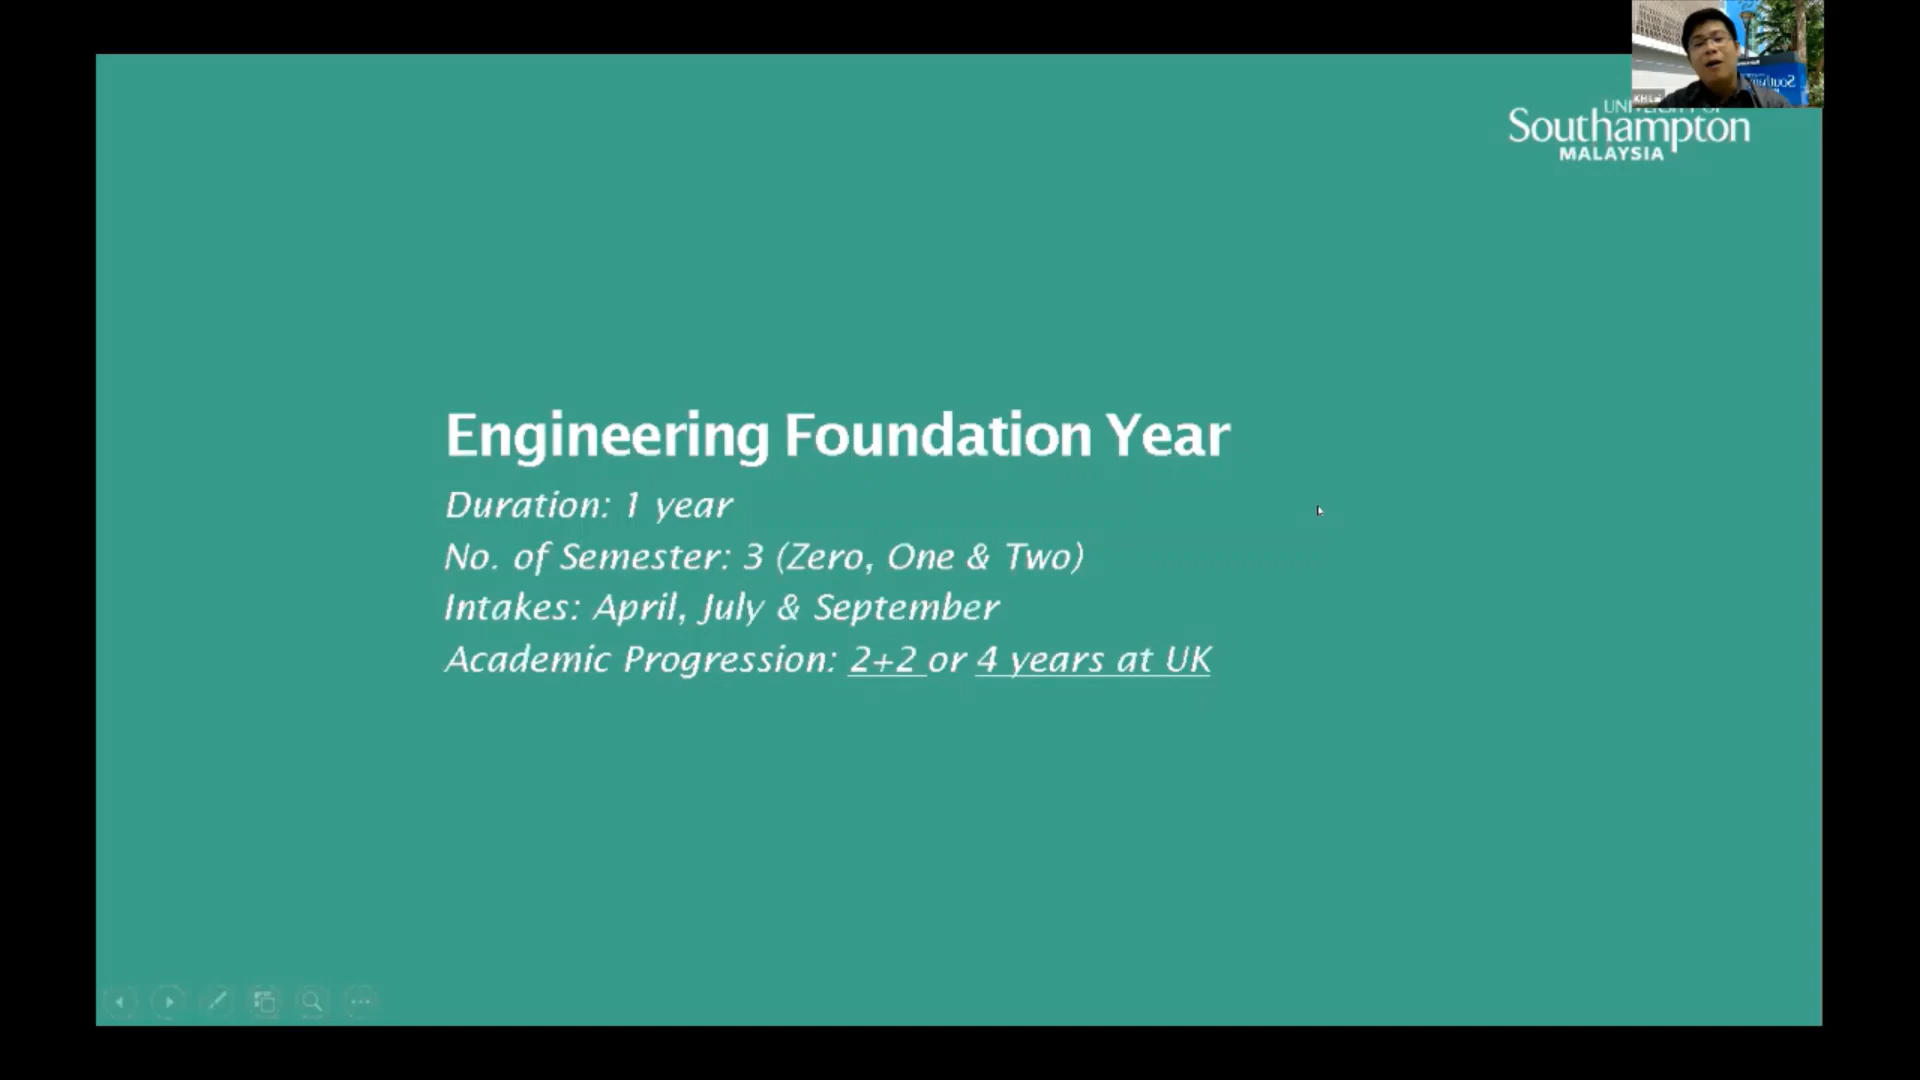 Southampton
MALAYSIA
Engineering Foundation Year
Duration: 1 year
No. of Semester: 3 (Zero, One & Two)
Intakes: April, July & September
Academic Progression: 2+2 or 4 years at UK